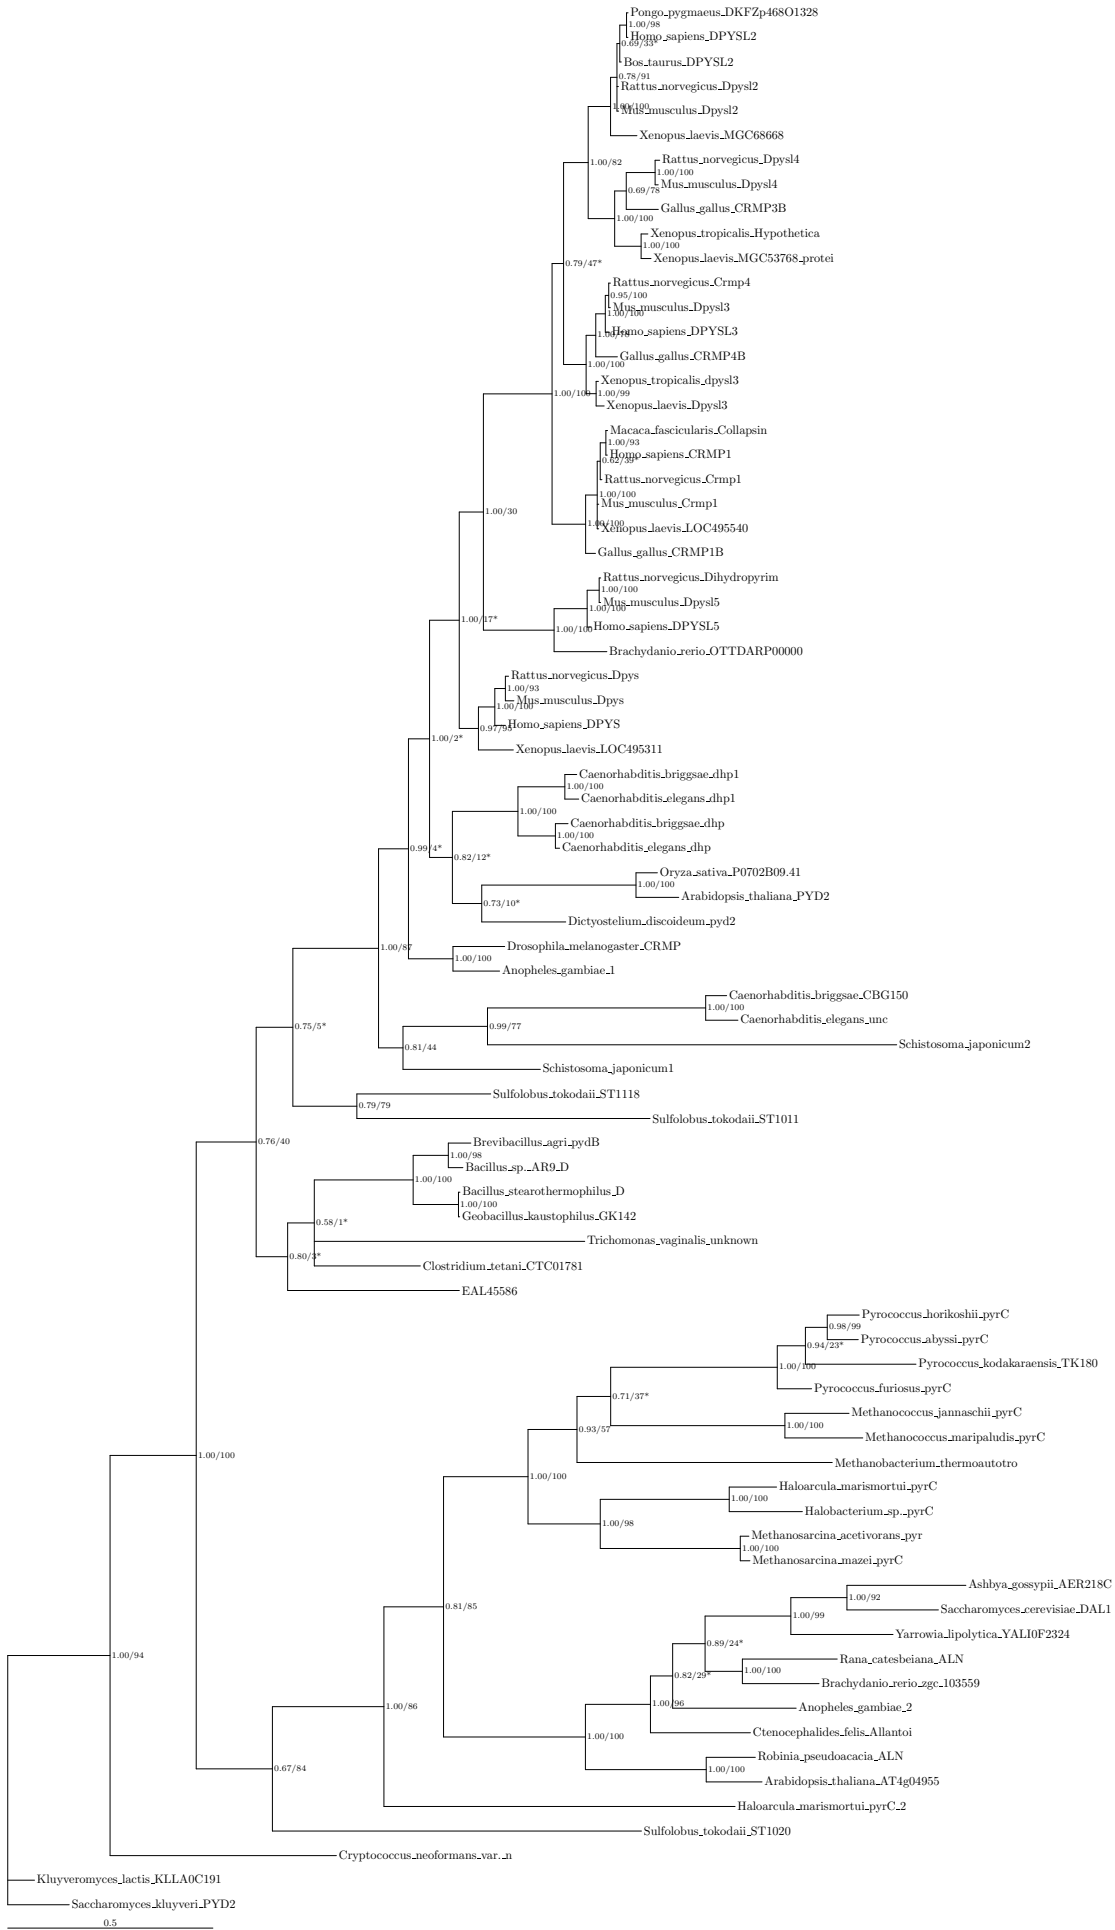 Pongo_pygmaeus_DKFZp468O1328
1.00/98
Homo_sapiens_DPYSL2
0.69/33*
Bos_taurus_DPYSL2
0.78/91
Rattus_norvegicus_Dpysl2
1.00/100
Mus_musculus_Dpysl2
Xenopus_laevis_MGC68668
1.00/82
Rattus_norvegicus_Dpysl4
1.00/100
Mus_musculus_Dpysl4
0.69/78
Gallus_gallus_CRMP3B
1.00/100
Xenopus_tropicalis_Hypothetica
1.00/100
Xenopus_laevis_MGC53768_protei
0.79/47*
Rattus_norvegicus_Crmp4
0.95/100
Mus_musculus_Dpysl3
1.00/100
Homo_sapiens_DPYSL3
1.00/78
Gallus_gallus_CRMP4B
1.00/100
Xenopus_tropicalis_dpysl3
1.00/100
1.00/99
Xenopus_laevis_Dpysl3
Macaca_fascicularis_Collapsin
1.00/93
Homo_sapiens_CRMP1
0.62/39*
Rattus_norvegicus_Crmp1
1.00/100
Mus_musculus_Crmp1
1.00/100
Xenopus_laevis_LOC495540
1.00/30
Gallus_gallus_CRMP1B
Rattus_norvegicus_Dihydropyrim
1.00/100
Mus_musculus_Dpysl5
1.00/100
Homo_sapiens_DPYSL5
1.00/17*
1.00/100
Brachydanio_rerio_OTTDARP00000
Rattus_norvegicus_Dpys
1.00/93
Mus_musculus_Dpys
1.00/100
Homo_sapiens_DPYS
0.97/95
1.00/2*
Xenopus_laevis_LOC495311
Caenorhabditis_briggsae_dhp1
1.00/100
Caenorhabditis_elegans_dhp1
1.00/100
Caenorhabditis_briggsae_dhp
1.00/100
Caenorhabditis_elegans_dhp
0.99/4*
0.82/12*
Oryza_sativa_P0702B09.41
1.00/100
Arabidopsis_thaliana_PYD2
0.73/10*
Dictyostelium_discoideum_pyd2
1.00/87
Drosophila_melanogaster_CRMP
1.00/100
Anopheles_gambiae_1
Caenorhabditis_briggsae_CBG150
1.00/100
Caenorhabditis_elegans_unc
0.75/5*
0.99/77
Schistosoma_japonicum2
0.81/44
Schistosoma_japonicum1
Sulfolobus_tokodaii_ST1118
0.79/79
Sulfolobus_tokodaii_ST1011
0.76/40
Brevibacillus_agri_pydB
1.00/98
Bacillus_sp._AR9_D
1.00/100
Bacillus_stearothermophilus_D
1.00/100
Geobacillus_kaustophilus_GK142
0.58/1*
Trichomonas_vaginalis_unknown
0.80/3*
Clostridium_tetani_CTC01781
EAL45586
Pyrococcus_horikoshii_pyrC
0.98/99
Pyrococcus_abyssi_pyrC
0.94/23*
Pyrococcus_kodakaraensis_TK180
1.00/100
Pyrococcus_furiosus_pyrC
0.71/37*
Methanococcus_jannaschii_pyrC
1.00/100
Methanococcus_maripaludis_pyrC
0.93/57
1.00/100
Methanobacterium_thermoautotro
1.00/100
Haloarcula_marismortui_pyrC
1.00/100
Halobacterium_sp._pyrC
1.00/98
Methanosarcina_acetivorans_pyr
1.00/100
Methanosarcina_mazei_pyrC
0.81/85
Ashbya_gossypii_AER218C
1.00/92
Saccharomyces_cerevisiae_DAL1
1.00/99
Yarrowia_lipolytica_YALI0F2324
0.89/24*
Rana_catesbeiana_ALN
1.00/100
Brachydanio_rerio_zgc_103559
0.82/29*
Anopheles_gambiae_2
1.00/94
1.00/86
1.00/96
Ctenocephalides_felis_Allantoi
1.00/100
Robinia_pseudoacacia_ALN
1.00/100
Arabidopsis_thaliana_AT4g04955
0.67/84
Haloarcula_marismortui_pyrC_2
Sulfolobus_tokodaii_ST1020
Cryptococcus_neoformans_var._n
Kluyveromyces_lactis_KLLA0C191
Saccharomyces_kluyveri_PYD2
0.5